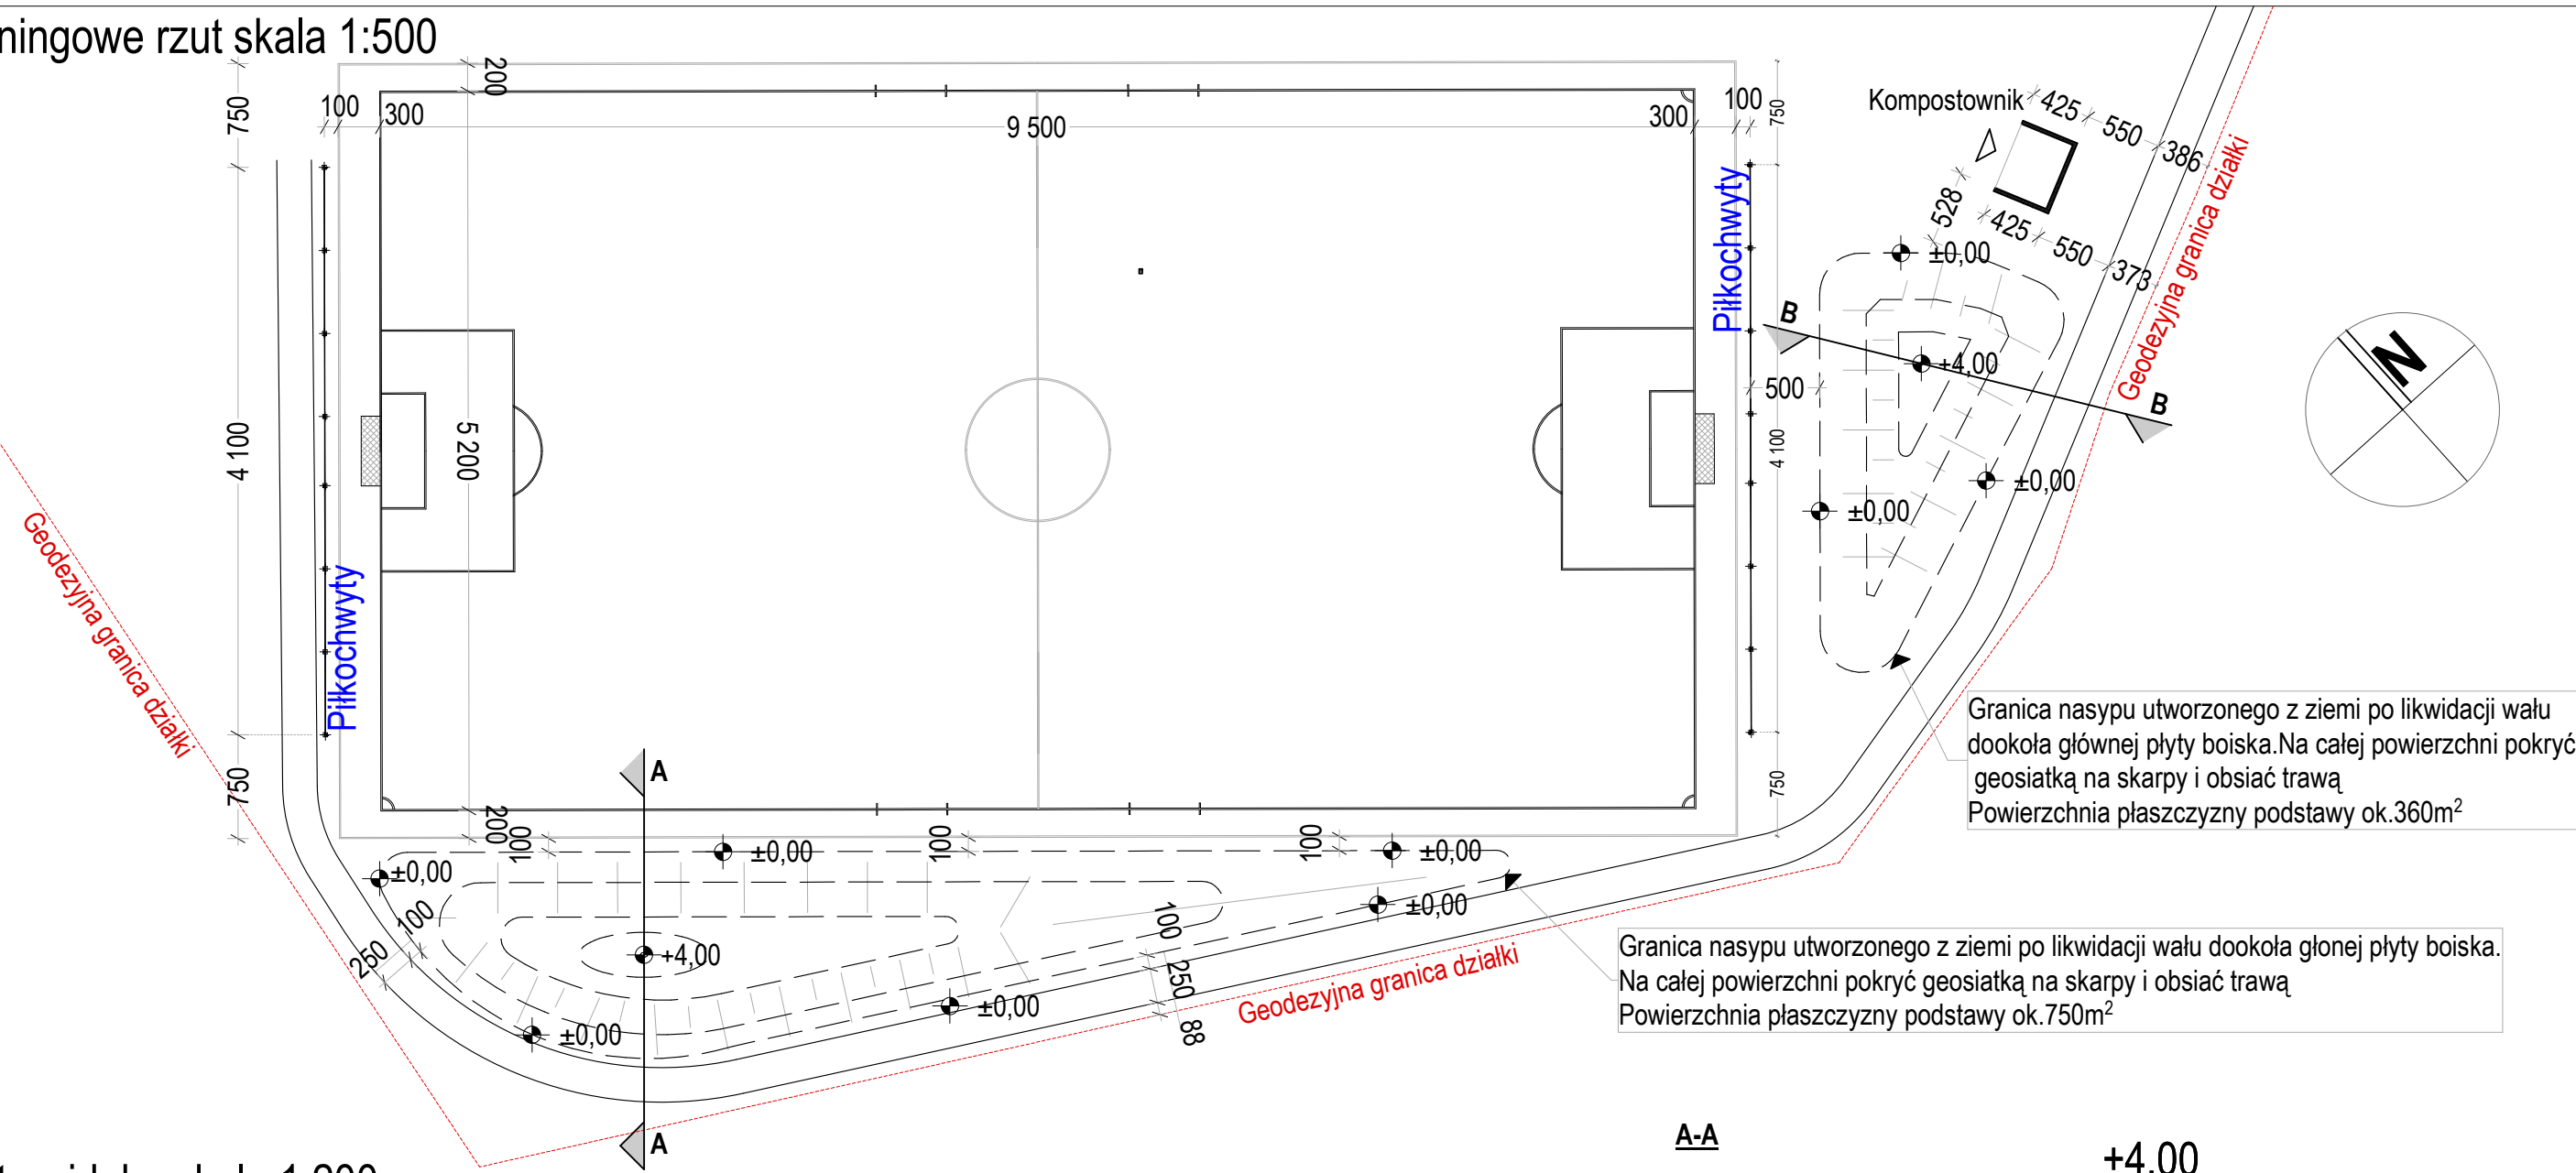 ningowe rzut skala 1:500
750
200
100
300
9 500
300
100
750
Kompostownik
425
550
386
528
425
550
373
Geodezyjna granica działki
N
Piłkochwyty
±0,00
B
+4,00
B
500
4 100
5 200
4 100
±0,00
±0,00
Geodezyjna granica działki
Piłkochwyty
750
A
200
100
±0,00
100
100
±0,00
750
Granica nasypu utworzonego z ziemi po likwidacji wału
dookoła głównej płyty boiska.Na całej powierzchni pokryć
geosiatką na skarpy i obsiać trawą
Powierzchnia płaszczyzny podstawy ok.360m²
±0,00
100
250
+4,00
±0,00
100
250
88
±0,00
±0,00
Geodezyjna granica działki
Granica nasypu utworzonego z ziemi po likwidacji wału dookoła głonej płyty boiska.
Na całej powierzchni pokryć geosiatką na skarpy i obsiać trawą
Powierzchnia płaszczyzny podstawy ok.750m²
A
A-A
+4,00